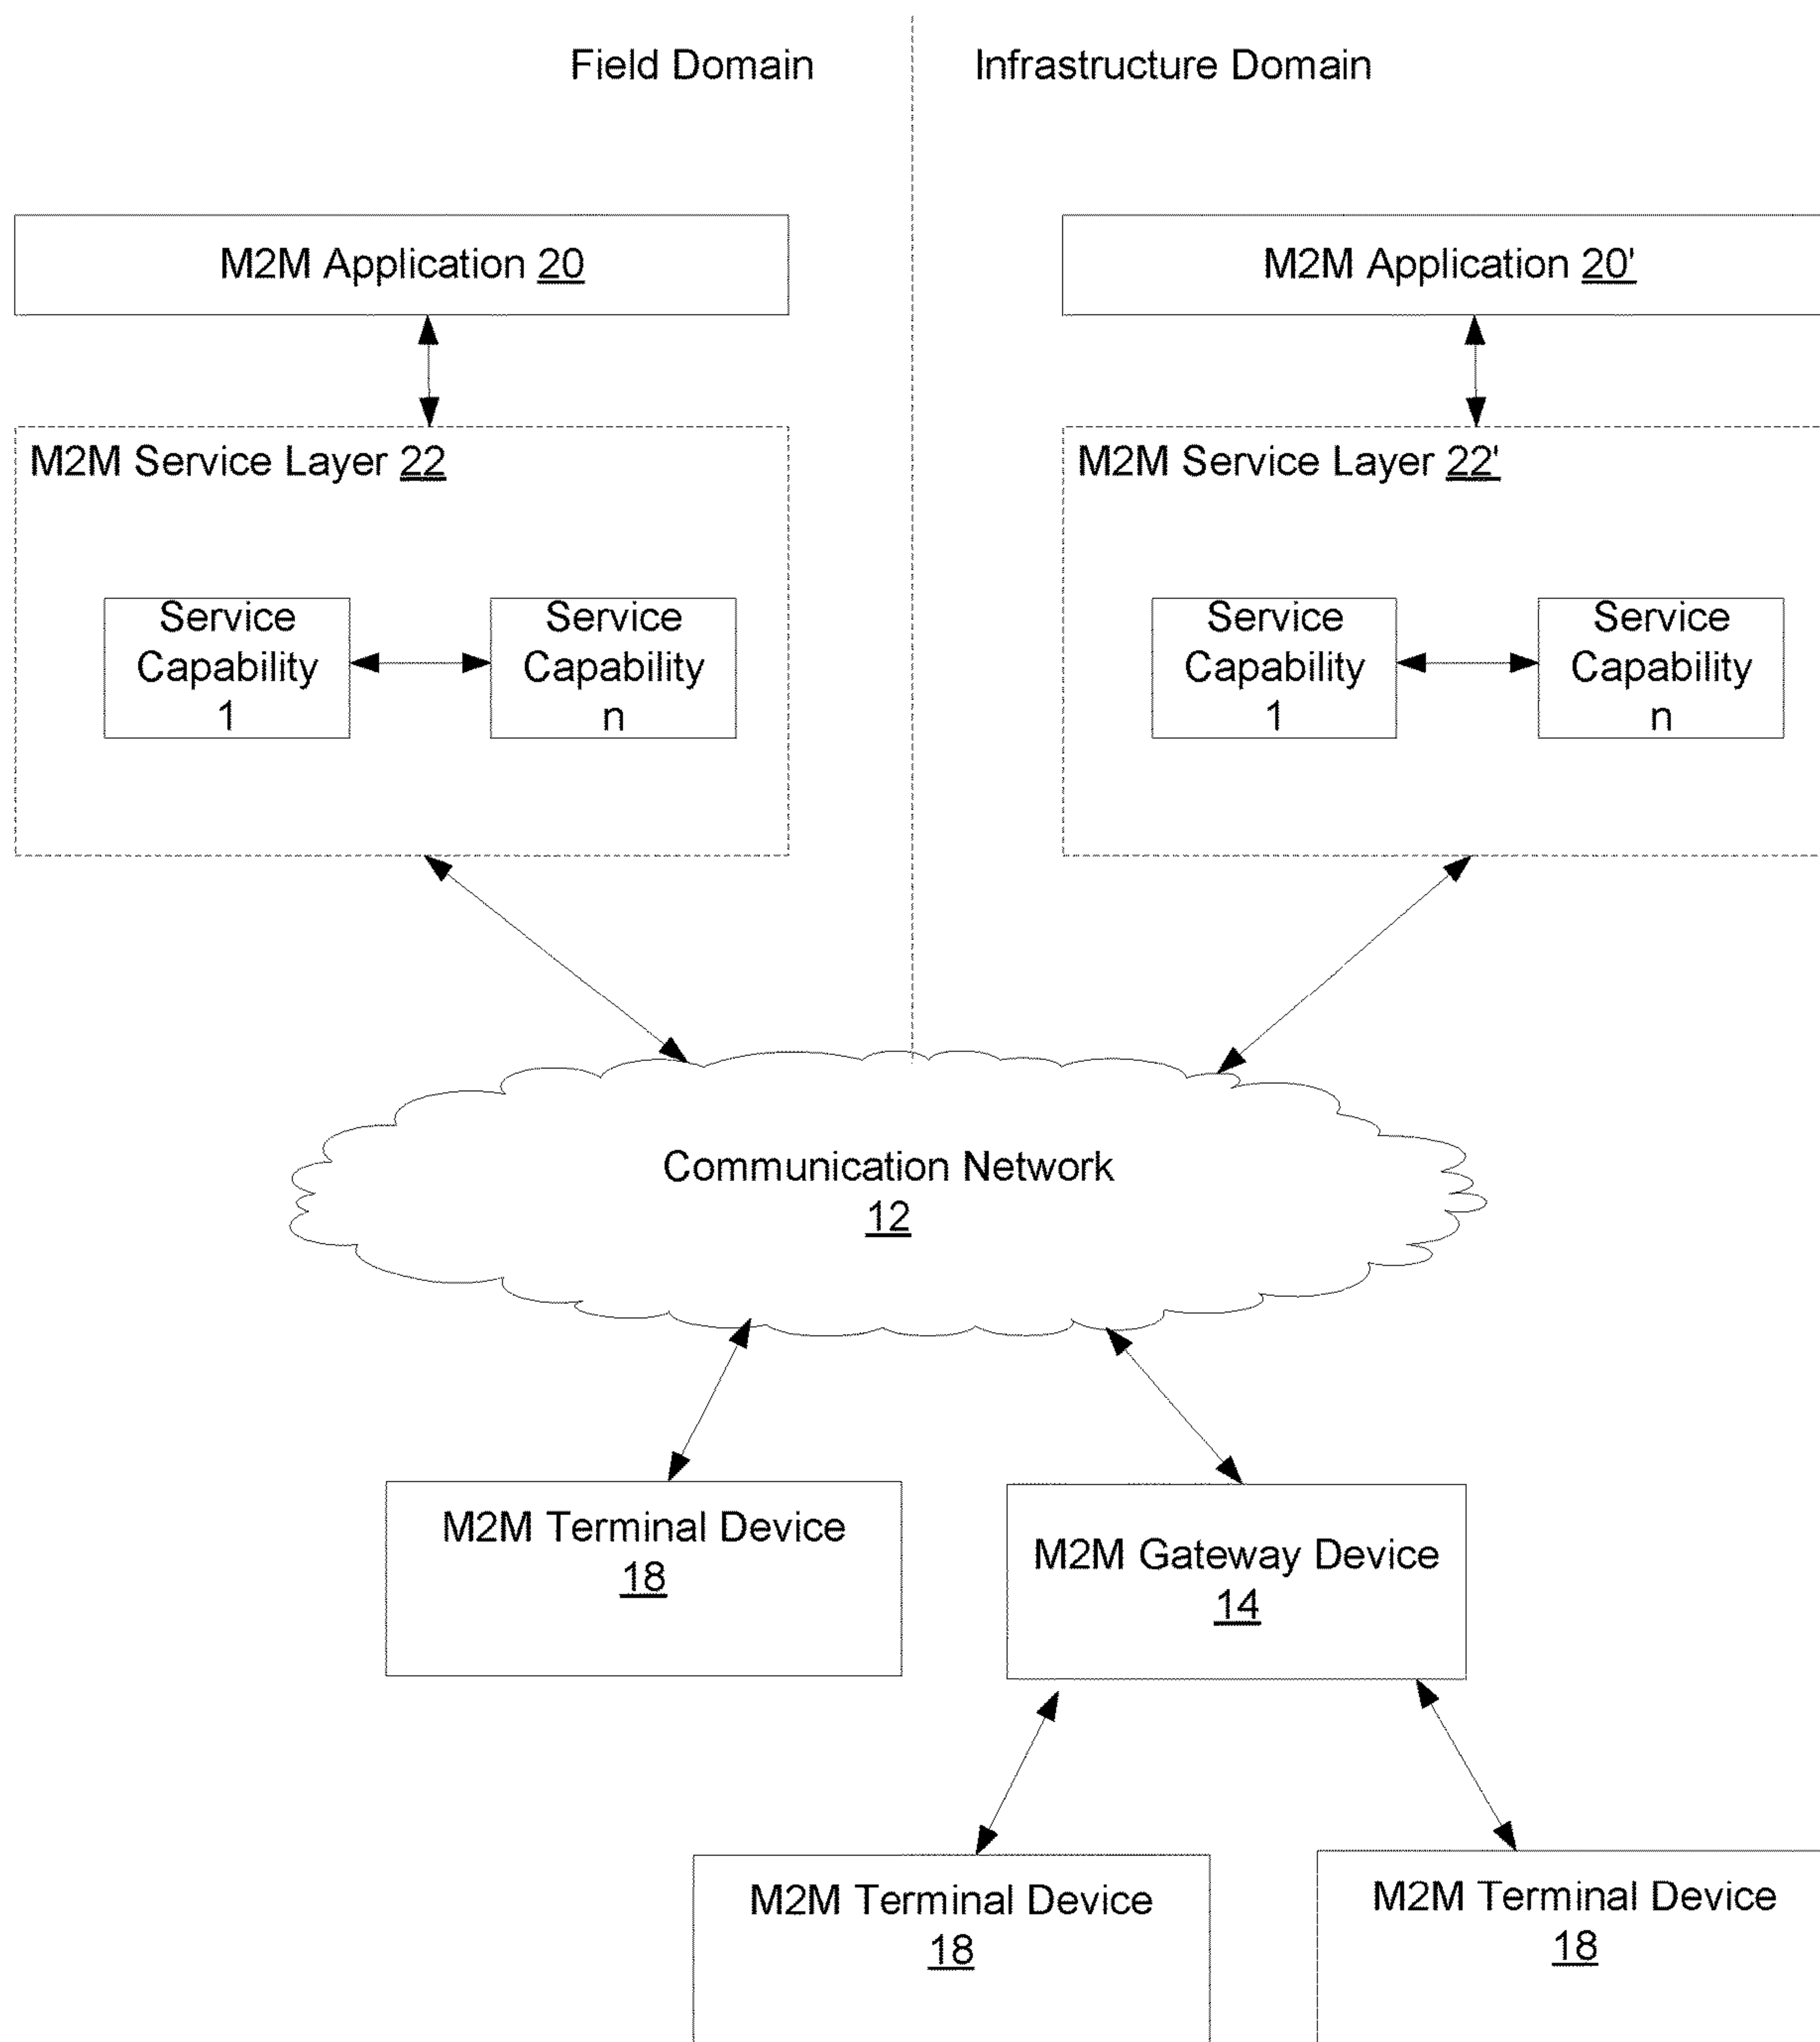 Field Domain
Infrastructure Domain
M2M Application 20
M2M Application 20'
M2M Service Layer 22
M2M Service Layer 22'
Service
Capability
1
Service
Capability
n
Service
Capability
1
Service
Capability
n
Communication Network
12
M2M Terminal Device
18
M2M Gateway Device
14
M2M Terminal Device
18
M2M Terminal Device
18